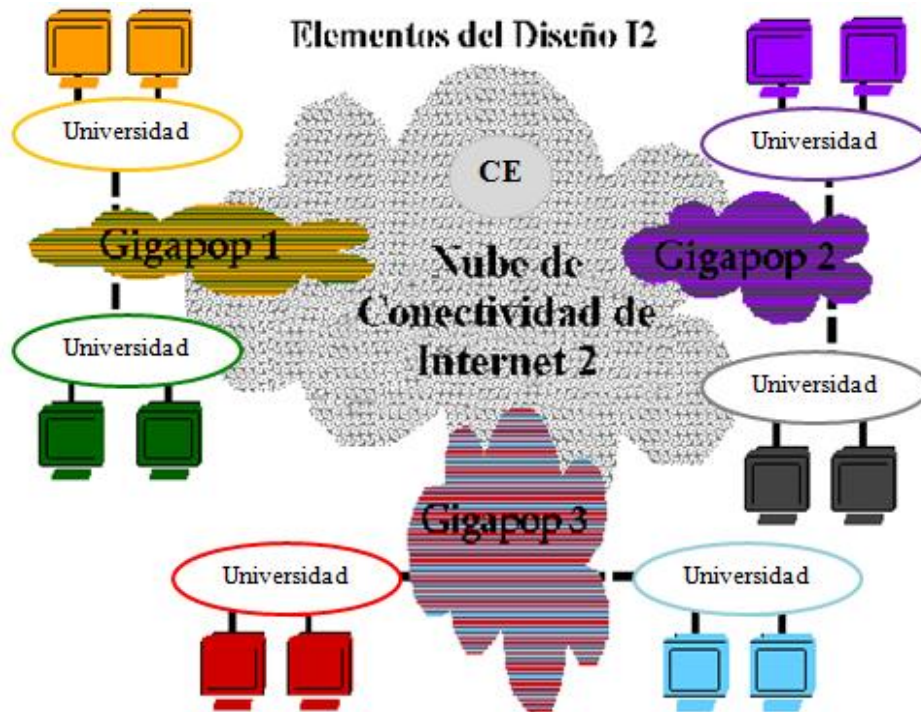 Elementos del Diseño I2
Universidad
Universidad
CE
Gigapop 1
Gigapop 2
Nube de
Conectividad de
Internet 2
Universidad
Universidad
Gigapop 3
Universidad
Universidad